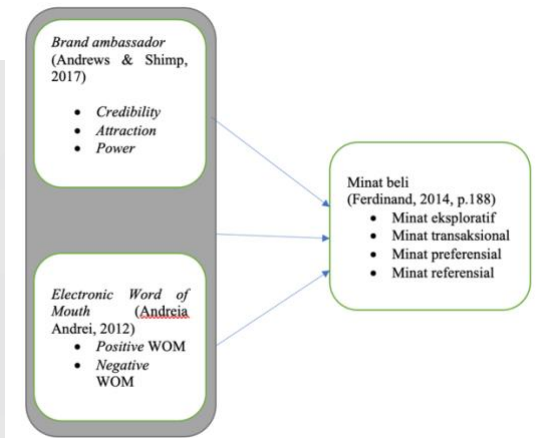 Brand ambassador
(Andrews & Shimp,
2017)
• Credibility
• Attraction
• Power
Electronic Word of
Mouth (Andreia
Andrei, 2012)
• Positive WOM
• Negative
WOM
Minat beli
(Ferdinand, 2014, p.188)
• Minat eksploratif
• Minat transaksional
• Minat preferensial
• Minat referensial